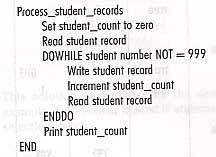 Process_student_records
Set student_count to zero
Read student record
DOWHILE student number NOT = 999
Write student record
Increment student_count
Read student record
ENDDO
Print student_count
END